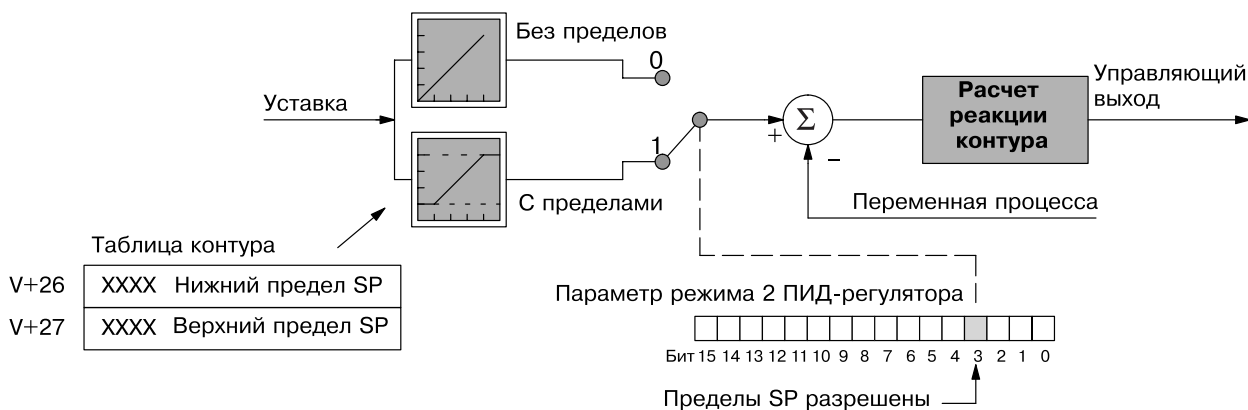 Без пределов
0
Уставка
1
С пределами
+
Σ
−
Расчет
реакции
контура
Управляющий
выход
Переменная процесса
Таблица контура
V+26 XXXX Нижний предел SP
V+27 XXXX Верхний предел SP
Параметр режима 2 ПИД-регулятора
Бит 15 14 13 12 11 10 9 8 7 6 5 4 3 2 1 0
Пределы SP разрешены